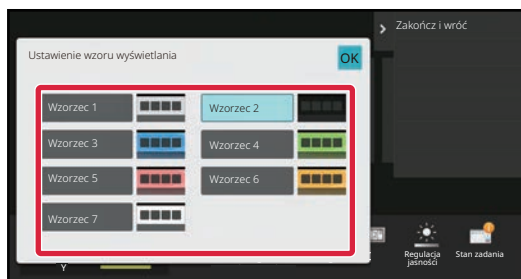 Zakończ i wróć
Ustawienie wzoru wyświetlania
OK
Wzorzec 1
Wzorzec 2
Wzorzec 3
Wzorzec 4
Wzorzec 5
Wzorzec 6
Wzorzec 7
Y
Regulacja
jasności
Stan zadania